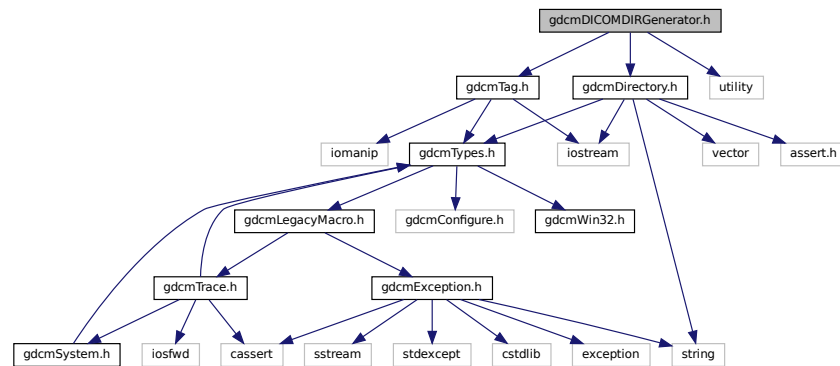 gdcmDICOMDIRGenerator.h
gdcmTag.h
gdcmDirectory.h
utility
iomanip
gdcmTypes.h
iostream
vector
assert.h
gdcmLegacyMacro.h
gdcmConfigure.h
gdcmWin32.h
gdcmTrace.h
gdcmException.h
gdcmSystem.h
iosfwd
cassert
sstream
stdexcept
cstdlib
exception
string